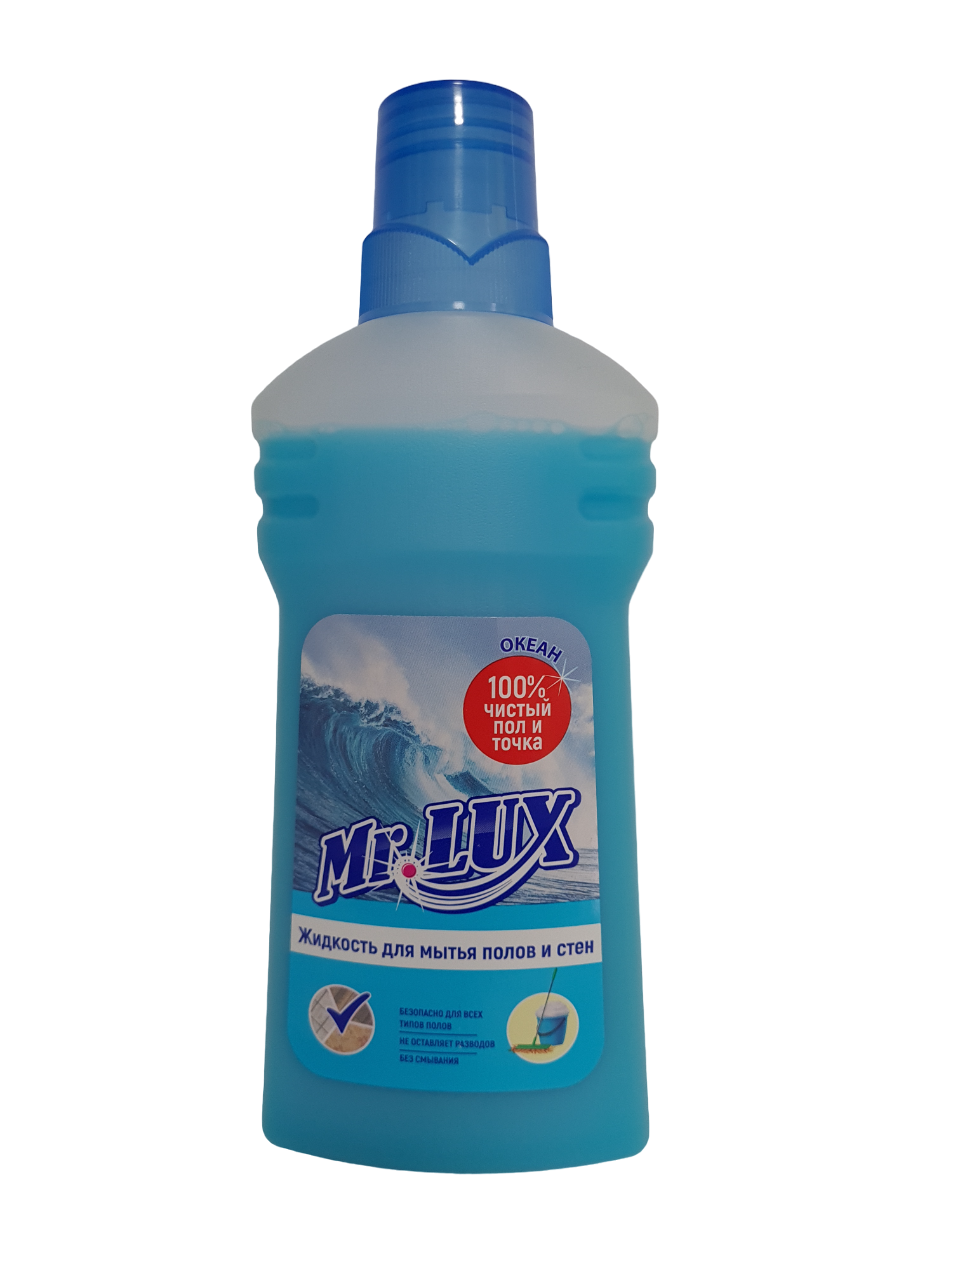 ОКЕАН
100%
ЧИСТЫЙ
ПОЛ И
ТОЧКА
Mr. LUX
Жидкость для мытья полов и стен
БЕЗОПАСНО ДЛЯ ВСЕХ
ТИПОВ ПОЛОВ
НЕ ОСТАВЛЯЕТ РАЗВОДОВ
БЕЗ СМЫВАНИЯ